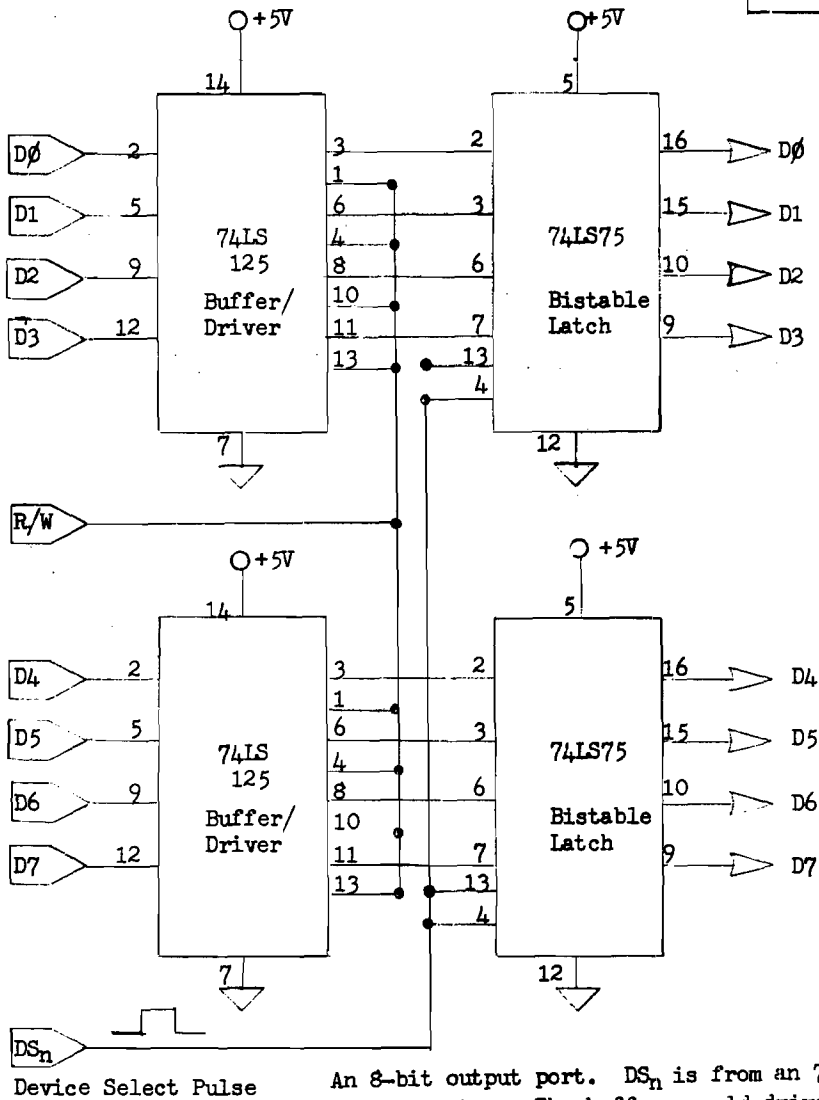 +5V +5V
14 5
DØ 2 3 2 16 DØ
1
D1 5 6 3 15 D1
74LS 4 74LS75
125
D2 9 8 6 10 D2
Buffer/ 10 Bistable
D3 12 Driver 11 7 Latch 9 D3
13 13
4
7 12
R/W
+5V +5V
14 5
D4 2 3 2 16 D4
1
D5 5 6 3 15 D5
74LS 4 74LS75
125
D6 9 8 6 10 D6
Buffer/ 10 Bistable
Driver Latch
D7 12 11 7 9 D7
13 13
4
7 12
DSn
Device Select Pulse
An 8-bit output port. DSn is from an 7